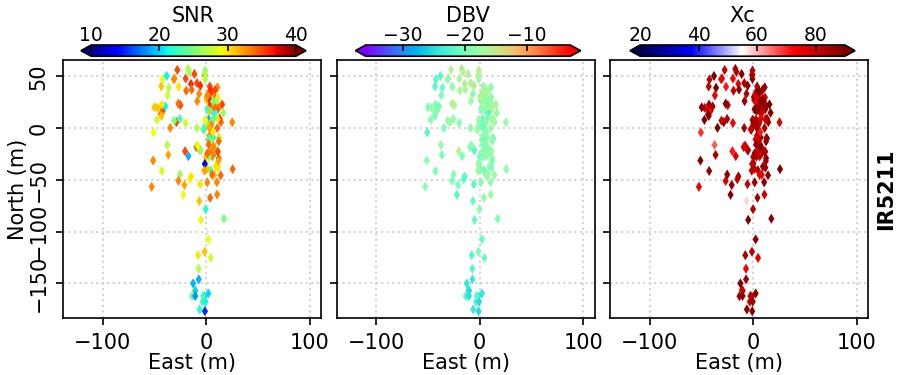 SNR DBV Xc
10 20 30 40 −30 −20 −10 20 40 60 80
North (m)
50
0
−50
−100
−150
−100 0 100 −100 0 100 −100 0 100
East (m) East (m) East (m)
IR5211